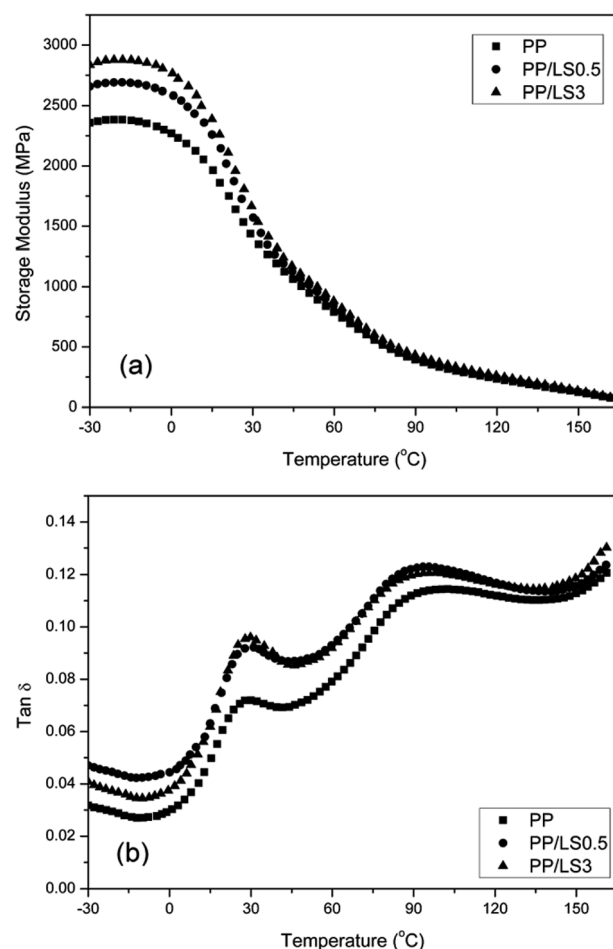 3000
2500
2000
1500
1000
500
0
Storage Modulus (MPa)
PP
PP/LS0.5
PP/LS3
(a)
-30 0 30 60 90 120 150
Temperature (°C)
0.14
0.12
0.10
0.08
0.06
0.04
0.02
0.00
Tan δ
PP
PP/LS0.5
PP/LS3
(b)
-30 0 30 60 90 120 150
Temperature (°C)